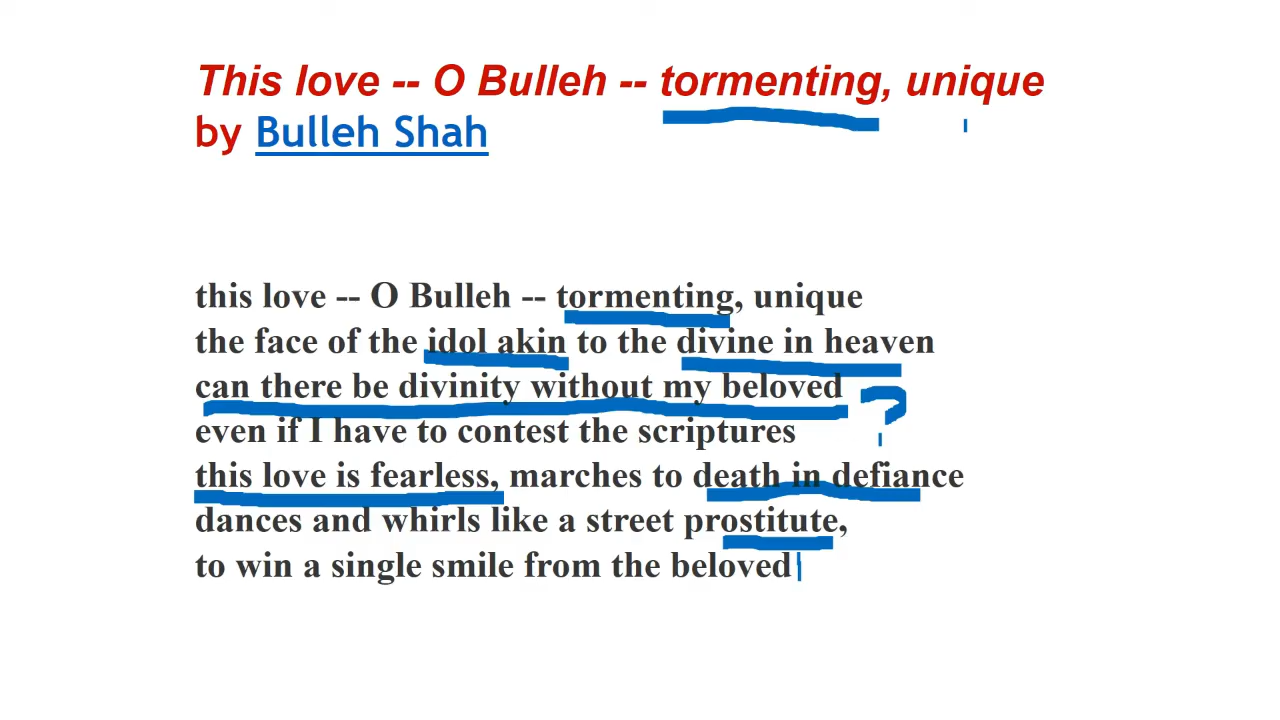 This love -- O Bulleh -- tormenting, unique
by Bulleh Shah
this love -- O Bulleh -- tormenting, unique
the face of the idol akin to the divine in heaven
can there be divinity without my beloved ?
even if I have to contest the scriptures
this love is fearless, marches to death in defiance
dances and whirls like a street prostitute,
to win a single smile from the beloved